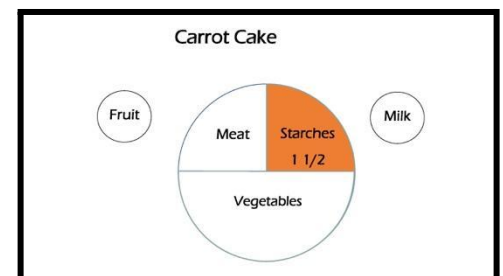 Carrot Cake
Fruit
Milk
Meat
Starches
1 1/2
Vegetables